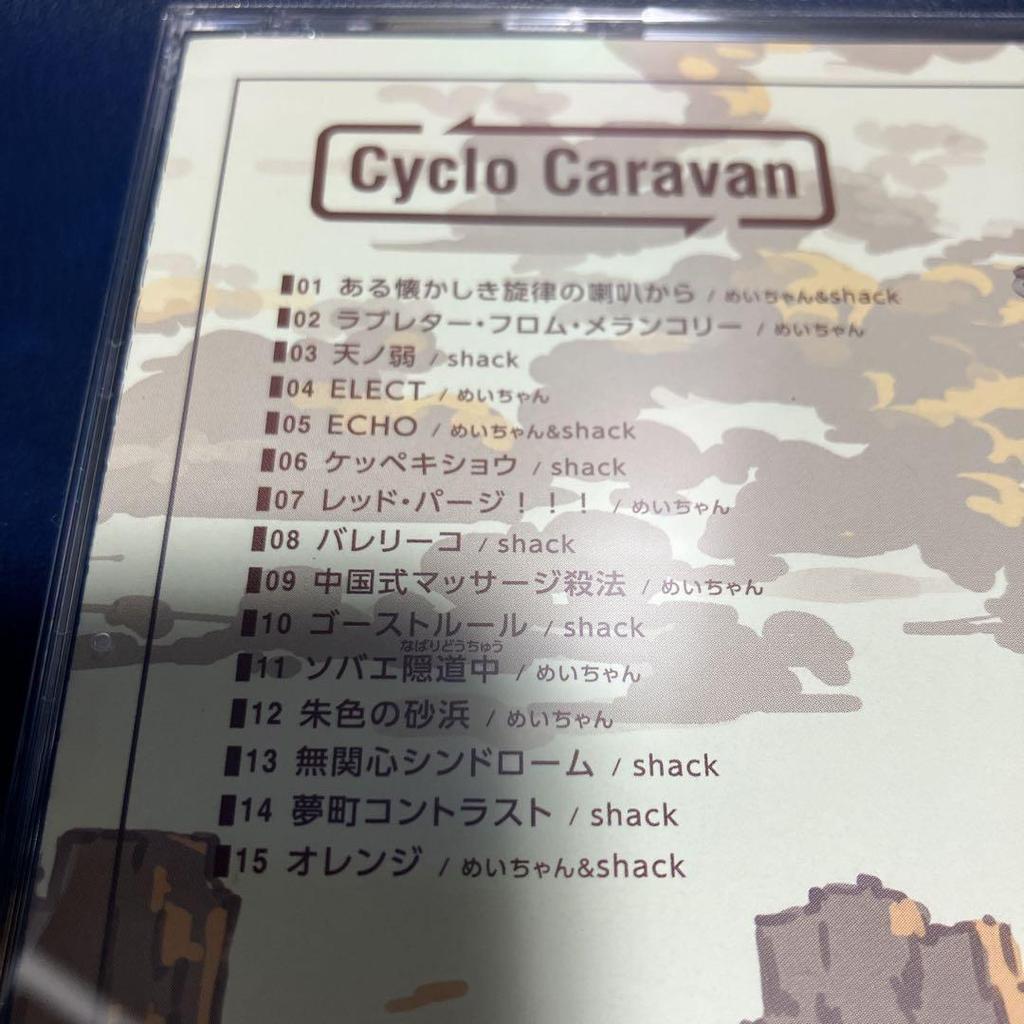 Cyclo Caravan
01 ある懐かしき旋律の喇叭から / めいちゃん&shack
02 ラブレター・フロム・メランコリー / めいちゃん
03 天ノ弱 / shack
04 ELECT / めいちゃん
05 ECHO / めいちゃん&shack
06 ケッペキショウ / shack
07 レッド・パージ！！！ / めいちゃん
08 バレリーコ / shack
09 中国式マッサージ殺法 / めいちゃん
10 ゴーストルール / shack
なばりどうちゅう
11 ソバエ隠道中 / めいちゃん
12 朱色の砂浜 / めいちゃん
13 無関心シンドローム / shack
14 夢町コントラスト / shack
15 オレンジ / めいちゃん&shack